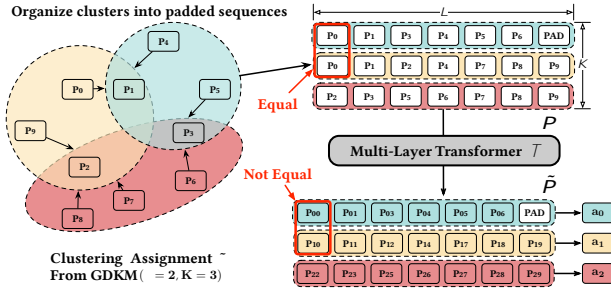 Organize clusters into padded sequences
P4
P0
P1
P5
P9
P3
P2
P6
P7
P8
Clustering Assignment ~
From GDKM( = 2, K = 3)
L
P0 P1 P3 P4 P5 P6 PAD
P0 P1 P2 P4 P7 P8 P9
P2 P3 P5 P6 P7 P8 P9
K
Equal
P
Multi-Layer Transformer T
Not Equal
P̃
P00 P01 P03 P04 P05 P06 PAD a0
P10 P11 P12 P14 P17 P18 P19 a1
P22 P23 P25 P26 P27 P28 P29 a2